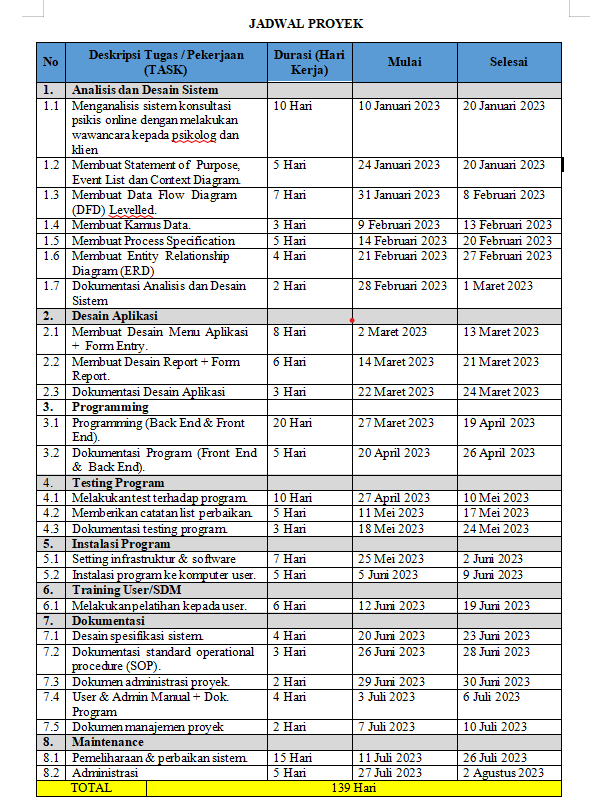 JADWAL PROYEK
No Deskripsi Tugas / Pekerjaan (TASK) Durasi (Hari Kerja) Mulai Selesai
1. Analisis dan Desain Sistem
1.1 Menganalisis sistem konsultasi 10 Hari 10 Januari 2023 20 Januari 2023
psikis online dengan melakukan
wawancara kepada psikolog dan
klien
1.2 Membuat Statement of Purpose, 5 Hari 24 Januari 2023 20 Januari 2023
Event List dan Context Diagram.
1.3 Membuat Data Flow Diagram 7 Hari 31 Januari 2023 8 Februari 2023
(DFD) Levelled.
1.4 Membuat Kamus Data. 3 Hari 9 Februari 2023 13 Februari 2023
1.5 Membuat Process Specification 5 Hari 14 Februari 2023 20 Februari 2023
1.6 Membuat Entity Relationship 4 Hari 21 Februari 2023 27 Februari 2023
Diagram (ERD)
1.7 Dokumentasi Analisis dan Desain 2 Hari 28 Februari 2023 1 Maret 2023
Sistem
2. Desain Aplikasi
2.1 Membuat Desain Menu Aplikasi 8 Hari 2 Maret 2023 13 Maret 2023
+ Form Entry.
2.2 Membuat Desain Report + Form 6 Hari 14 Maret 2023 21 Maret 2023
Report.
2.3 Dokumentasi Desain Aplikasi 3 Hari 22 Maret 2023 24 Maret 2023
3. Programming
3.1 Programming (Back End & Front 20 Hari 27 Maret 2023 19 April 2023
End).
3.2 Dokumentasi Program (Front End 5 Hari 20 April 2023 26 April 2023
& Back End).
4. Testing Program
4.1 Melakukan test terhadap program. 10 Hari 27 April 2023 10 Mei 2023
4.2 Memberikan catatan list perbaikan. 5 Hari 11 Mei 2023 17 Mei 2023
4.3 Dokumentasi testing program. 3 Hari 18 Mei 2023 24 Mei 2023
5. Instalasi Program
5.1 Setting infrastruktur & software 7 Hari 25 Mei 2023 2 Juni 2023
5.2 Instalasi program ke komputer user. 5 Hari 5 Juni 2023 9 Juni 2023
6. Training User/SDM
6.1 Melakukan pelatihan kepada user. 6 Hari 12 Juni 2023 19 Juni 2023
7. Dokumentasi
7.1 Desain spesifikasi sistem. 4 Hari 20 Juni 2023 23 Juni 2023
7.2 Dokumentasi standard operational 3 Hari 26 Juni 2023 28 Juni 2023
procedure (SOP).
7.3 Dokumen administrasi proyek. 2 Hari 29 Juni 2023 30 Juni 2023
7.4 User & Admin Manual + Dok. 4 Hari 3 Juli 2023 6 Juli 2023
Program
7.5 Dokumen manajemen proyek 2 Hari 7 Juli 2023 10 Juli 2023
8. Maintenance
8.1 Pemeliharaan & perbaikan sistem. 15 Hari 11 Juli 2023 26 Juli 2023
8.2 Administrasi 5 Hari 27 Juli 2023 2 Agustus 2023
TOTAL 139 Hari